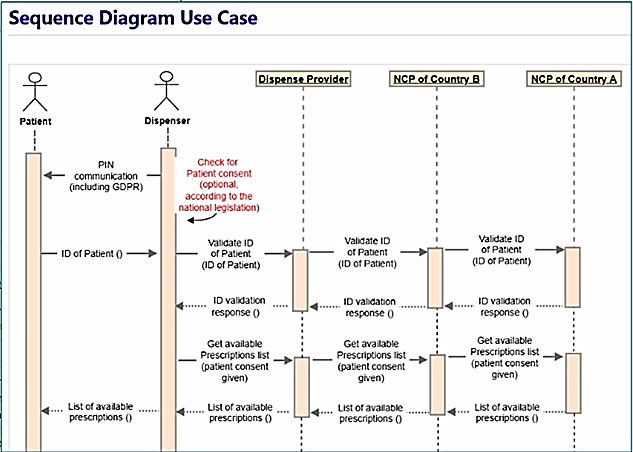 Sequence Diagram Use Case
Dispense Provider
NCP of Country B
NCP of Country A
Patient
Dispenser
PIN
communication
(including GDPR)
Check for
Patient consent
(optional,
according to the
national legislation)
ID of Patient ()
Validate ID
of Patient
(ID of Patient)
Validate ID
of Patient
(ID of Patient)
Validate ID
of Patient
(ID of Patient)
ID validation
response ()
ID validation
response ()
ID validation
response ()
Get available
Prescriptions list
(patient consent
given)
Get available
Prescriptions list
(patient consent
given)
Get available
Prescriptions list
(patient consent
given)
List of available
prescriptions ()
List of available
prescriptions ()
List of available
prescriptions ()
List of available
prescriptions ()